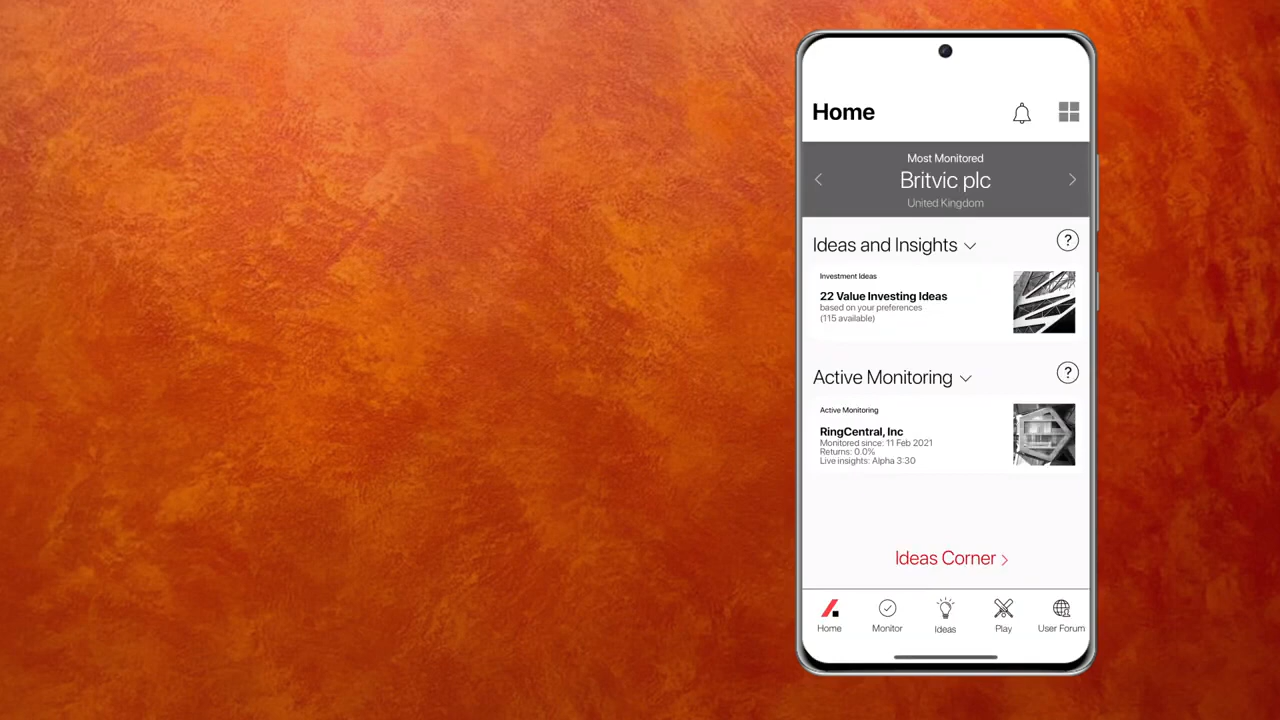 Home
Most Monitored
Britvic plc
United Kingdom
Ideas and Insights
?
Investment Ideas
22 Value Investing Ideas
based on your preferences
(115 available)
Active Monitoring
?
Active Monitoring
RingCentral, Inc
Monitored since: 11 Feb 2021
Returns: 0.0%
Live insights: Alpha 3:30
Ideas Corner
Home Monitor Ideas Play User Forum